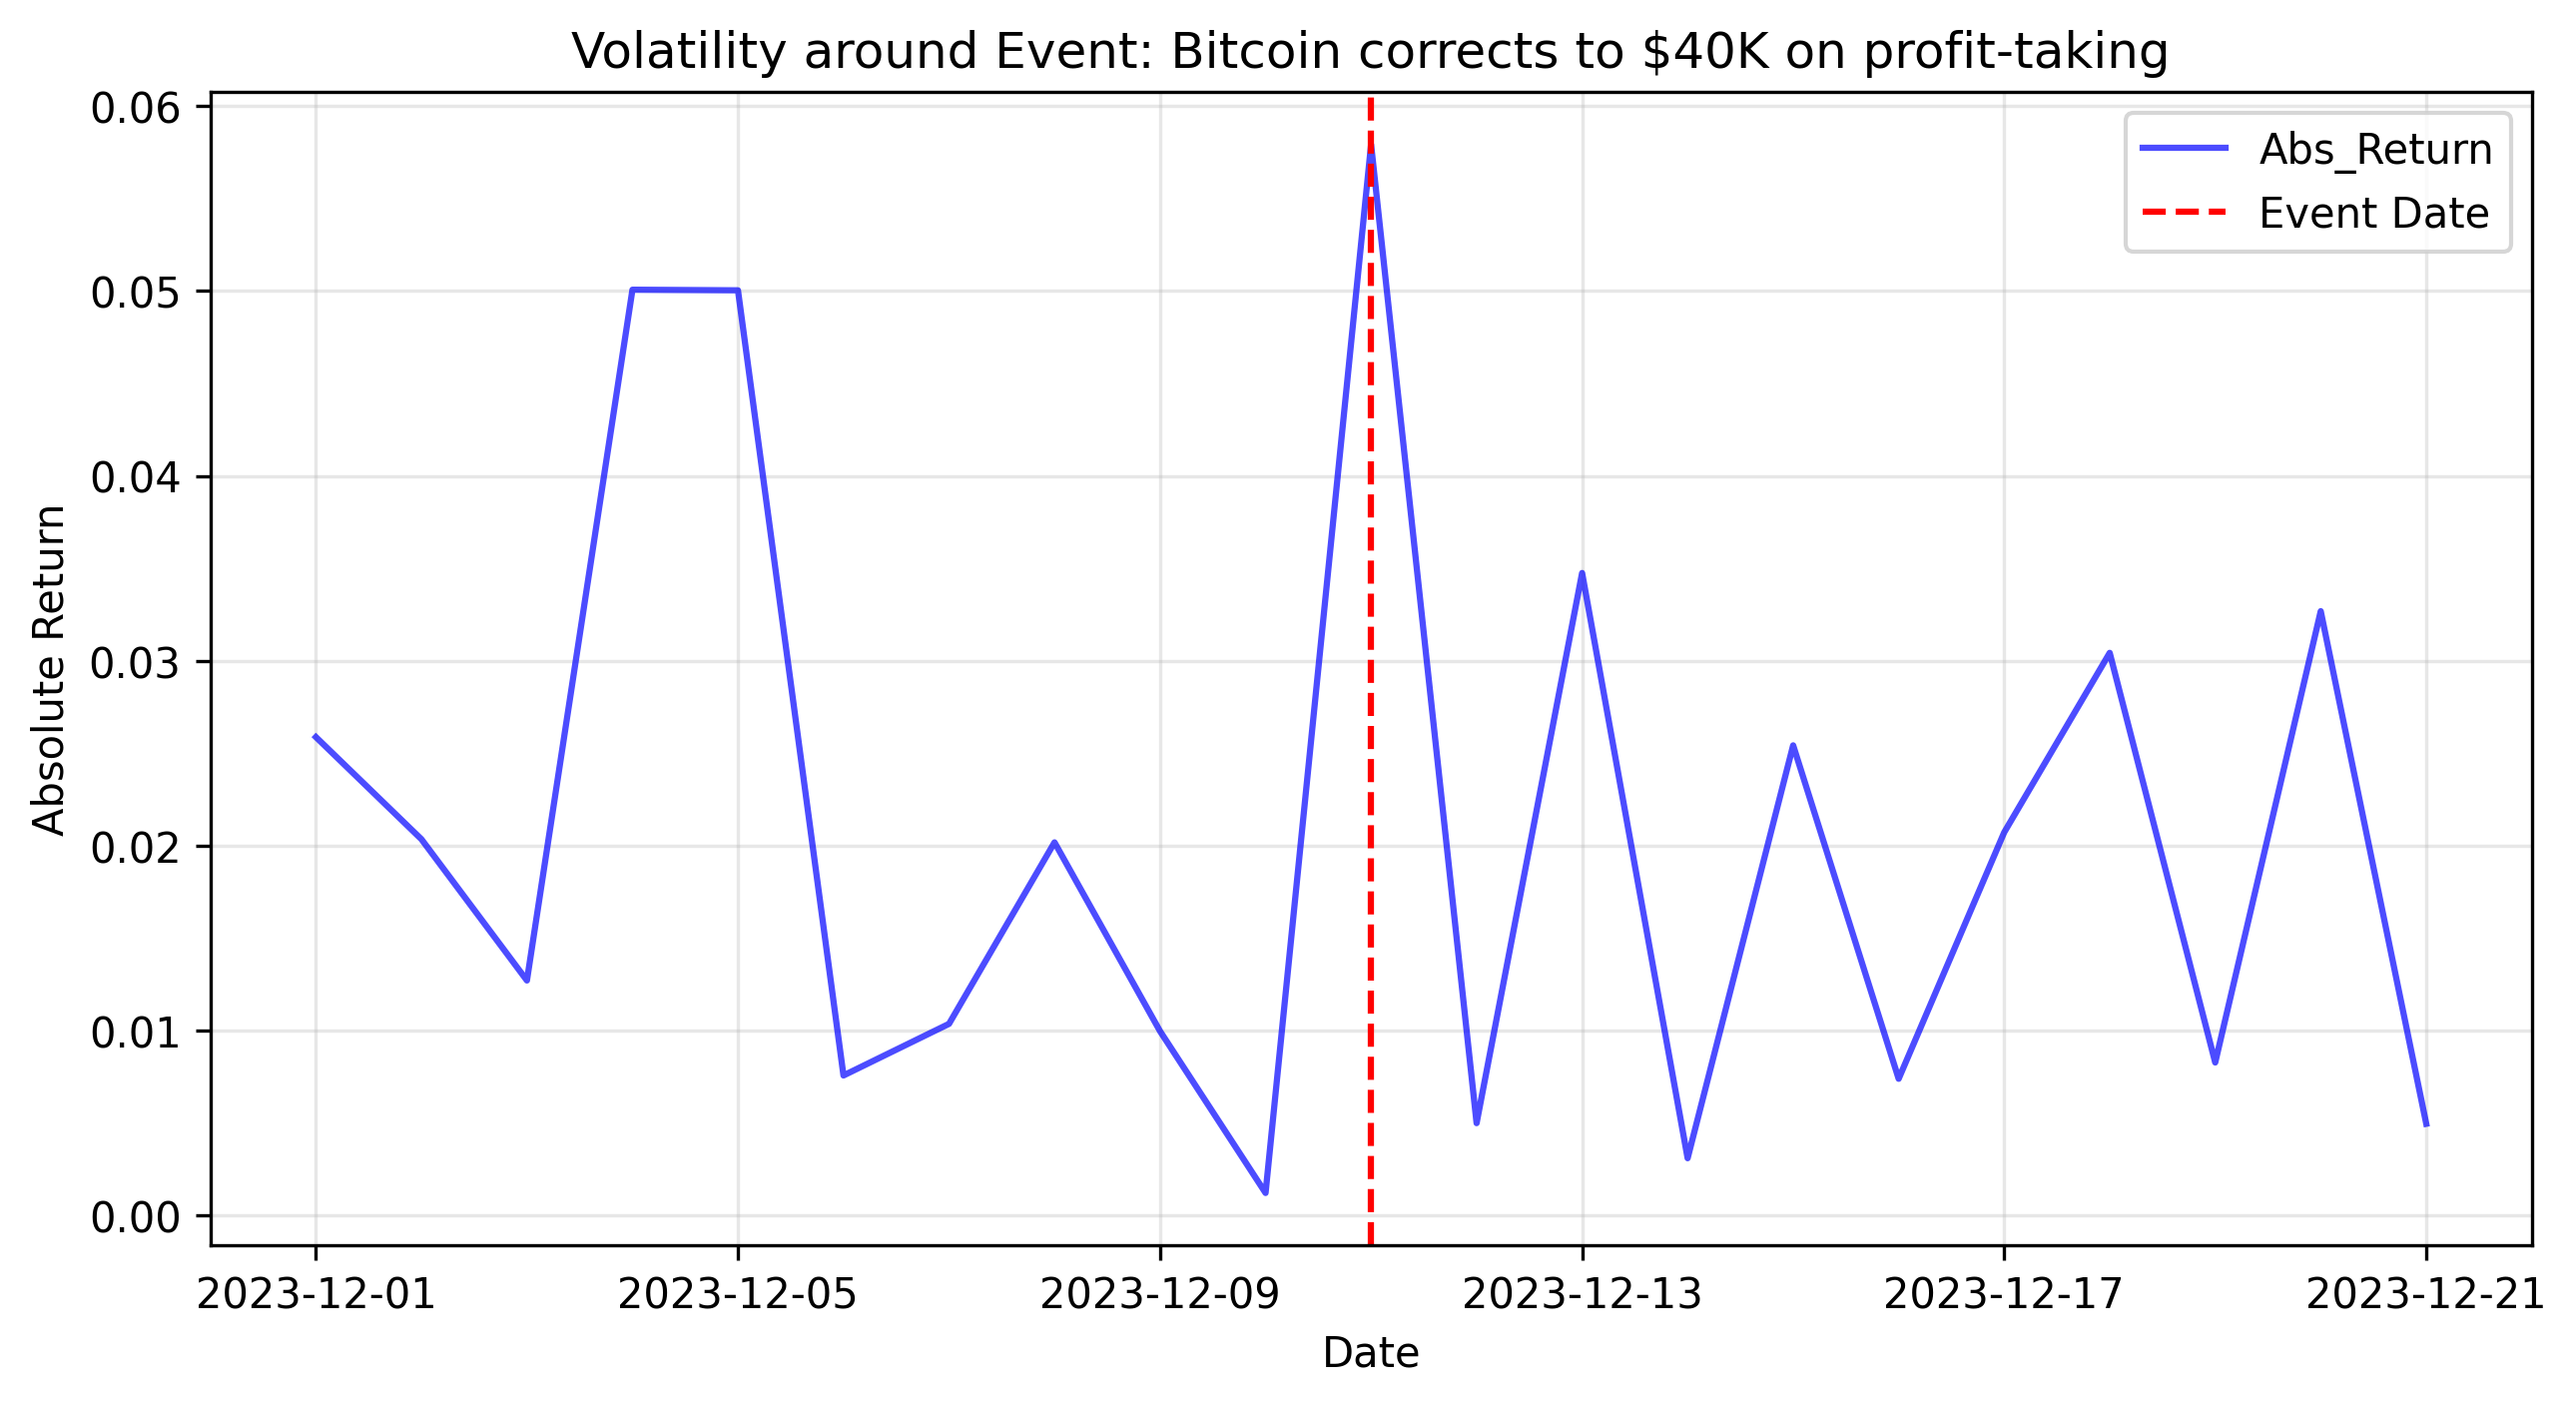 Volatility around Event: Bitcoin corrects to $40K on profit-taking
0.06
0.05
0.04
0.03
0.02
0.01
0.00
Absolute Return
Abs_Return
Event Date
2023-12-01 2023-12-05 2023-12-09 2023-12-13 2023-12-17 2023-12-21
Date